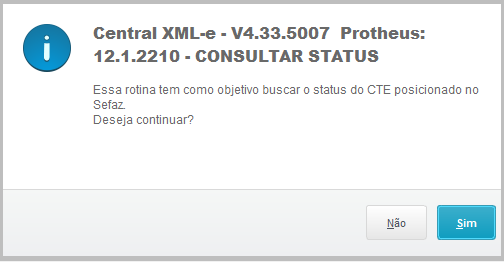 Central XML-e - V4.33.5007 Protheus:
12.1.2210 - CONSULTAR STATUS
Essa rotina tem como objetivo buscar o status do CTE posicionado no
Sefaz.
Deseja continuar?
Não
Sim